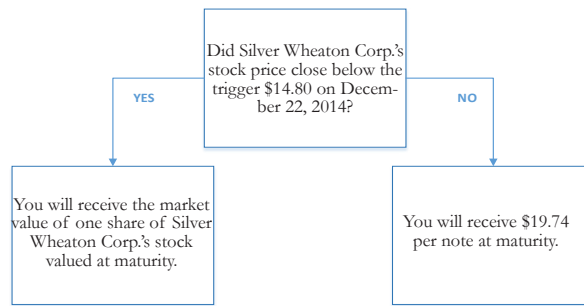 Did Silver Wheaton Corp.'s
stock price close below the
trigger $14.80 on Decem-
ber 22, 2014?
YES
NO
You will receive the market
value of one share of Silver
Wheaton Corp.'s stock
valued at maturity.
You will receive $19.74
per note at maturity.